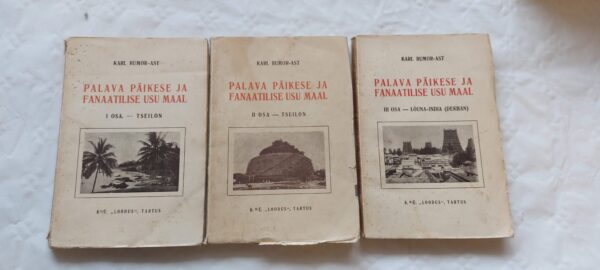 KARL RUMOR-AST
PALAVA PÄIKESE JA
FANAATILISE USU MAAL
I OSA. — TSEILON
K.-Ü. „LOODUS", TARTUS
KARL RUMOR-AST
PALAVA PÄIKESE JA
FANAATILISE USU MAAL
II OSA — TSEILON
K.-Ü. „LOODUS", TARTUS
KARL RUMOR-AST
PALAVA PÄIKESE JA
FANAATILISE USU MAAL
III OSA — LÕUNA-INDIA (DEKHAN)
K.-Ü. „LOODUS", TARTUS